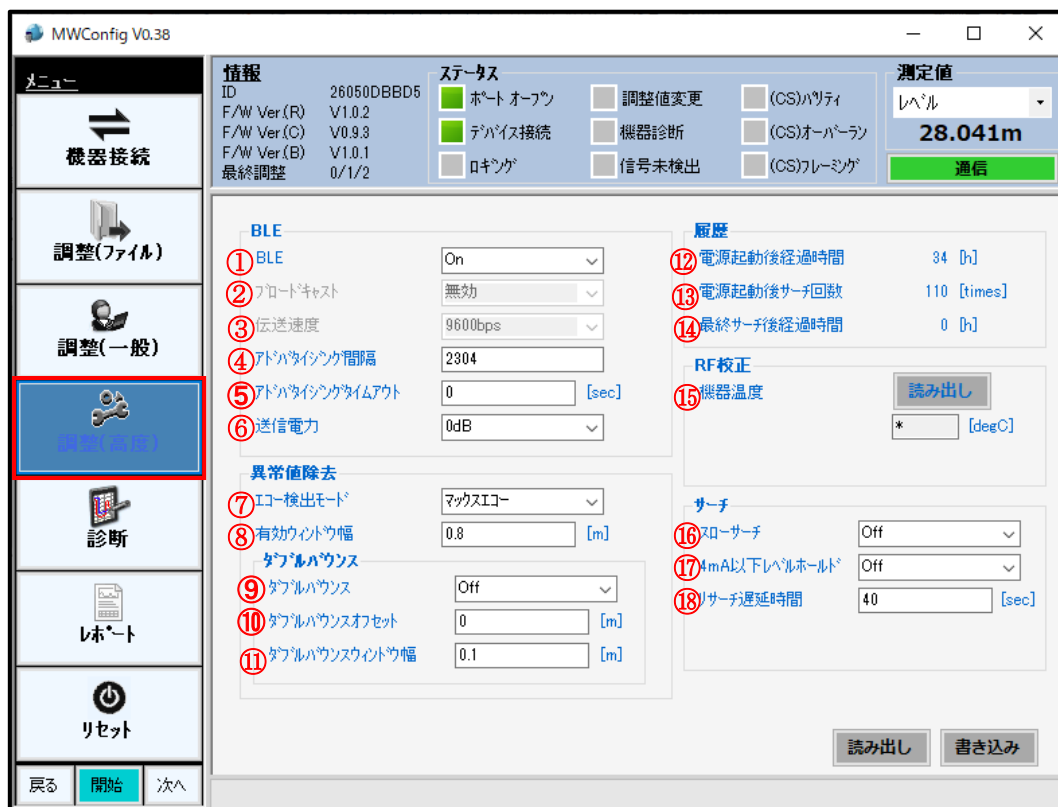 MWConfig V0.38
メニュー
機器接続
調整(ファイル)
調整(一般)
調整(高度)
診断
レポート
リセット
戻る 開始 次へ
情報
ID 26050DBBD5
F/W Ver.(R) V1.0.2
F/W Ver.(C) V0.9.3
F/W Ver.(B) V1.0.1
最終調整 0/1/2
ステータス
ポート オープン 調整値変更 (CS)パリティ
デバイス接続 機器診断 (CS)オーバーラン
ロギング 信号未検出 (CS)フレーミング
測定値
レベル
28.041m
通信
BLE
① BLE On
② ブロードキャスト 無効
③ 伝送速度 9600bps
④ アドバタイジング間隔 2304
⑤ アドバタイジングタイムアウト 0 [sec]
⑥ 送信電力 0dB
異常値除去
⑦ エコー検出モード マックスエコー
⑧ 有効ウィンドウ幅 0.8 [m]
ダブルバウンス
⑨ ダブルバウンス Off
⑩ ダブルバウンスオフセット 0 [m]
⑪ ダブルバウンスウィンドウ幅 0.1 [m]
履歴
⑫ 電源起動後経過時間 34 [h]
⑬ 電源起動後サーチ回数 110 [times]
⑭ 最終サーチ後経過時間 0 [h]
RF校正
⑮ 機器温度 読み出し
* [degC]
サーチ
⑯ スローサーチ Off
⑰ 4mA以下レベルホールド Off
⑱ リサーチ遅延時間 40 [sec]
読み出し 書き込み